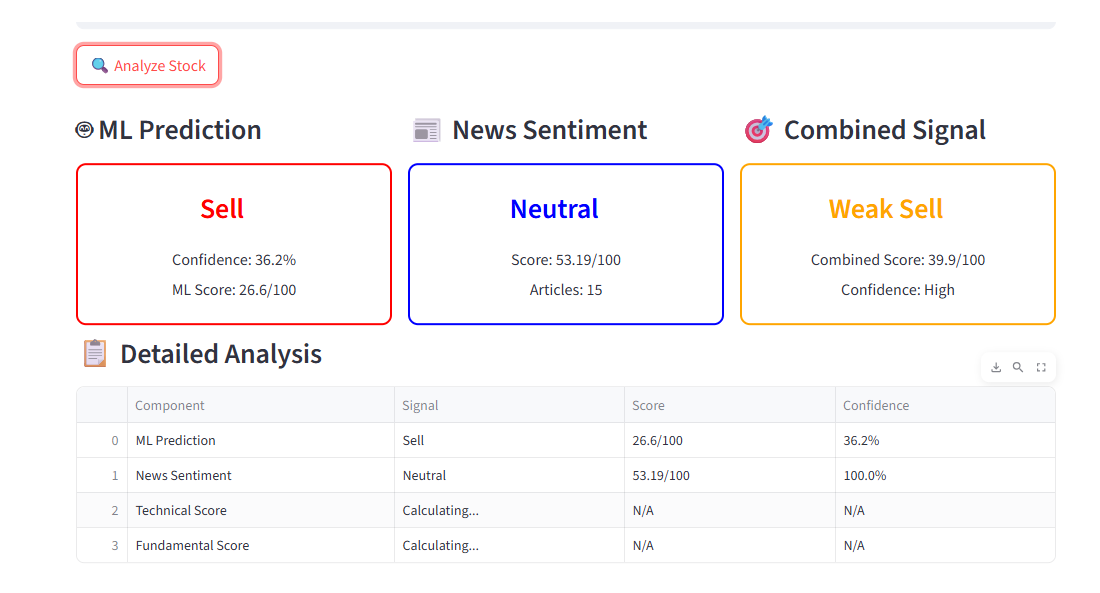 Analyze Stock
ML Prediction
News Sentiment
Combined Signal
Sell
Confidence: 36.2%
ML Score: 26.6/100
Neutral
Score: 53.19/100
Articles: 15
Weak Sell
Combined Score: 39.9/100
Confidence: High
Detailed Analysis
Component Signal Score Confidence
0 ML Prediction Sell 26.6/100 36.2%
1 News Sentiment Neutral 53.19/100 100.0%
2 Technical Score Calculating... N/A N/A
3 Fundamental Score Calculating... N/A N/A